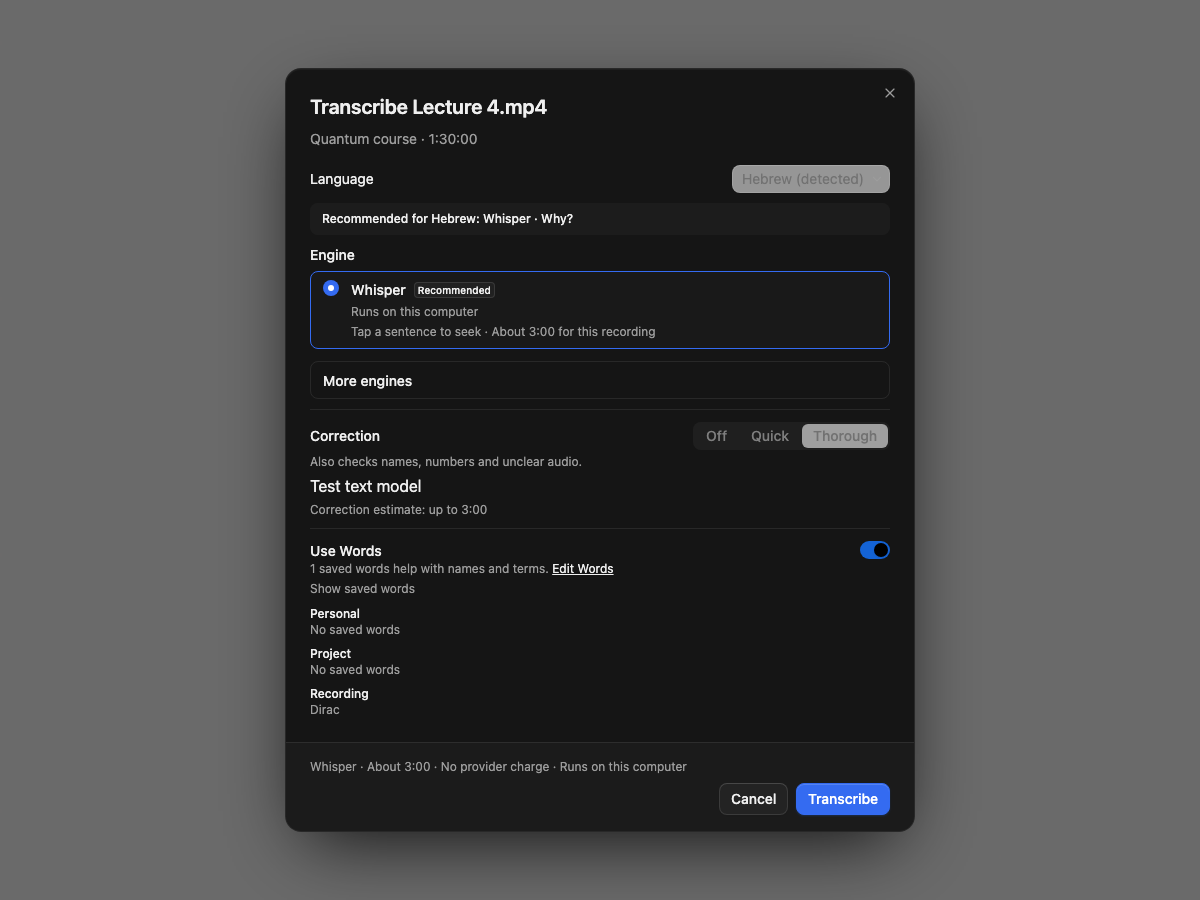 Transcribe Lecture 4.mp4
Quantum course · 1:30:00
Language
Hebrew (detected)
Recommended for Hebrew: Whisper · Why?
Engine
Whisper Recommended
Runs on this computer
Tap a sentence to seek · About 3:00 for this recording
More engines
Correction
Off Quick Thorough
Also checks names, numbers and unclear audio.
Test text model
Correction estimate: up to 3:00
Use Words
1 saved words help with names and terms. Edit Words
Show saved words
Personal
No saved words
Project
No saved words
Recording
Dirac
Whisper · About 3:00 · No provider charge · Runs on this computer
Cancel Transcribe